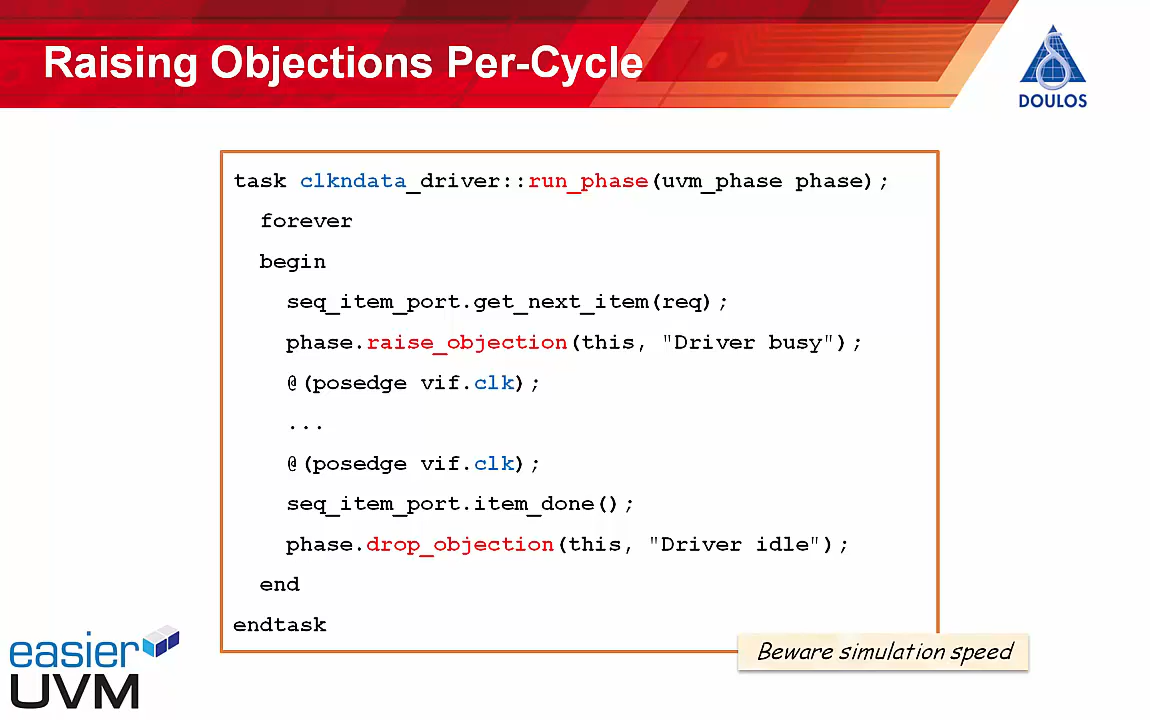 Raising Objections Per-Cycle
DOULOS
task clkndata_driver::run_phase(uvm_phase phase);
forever
begin
seq_item_port.get_next_item(req);
phase.raise_objection(this, "Driver busy");
@(posedge vif.clk);
...
@(posedge vif.clk);
seq_item_port.item_done();
phase.drop_objection(this, "Driver idle");
end
endtask
Beware simulation speed
easier
UVM